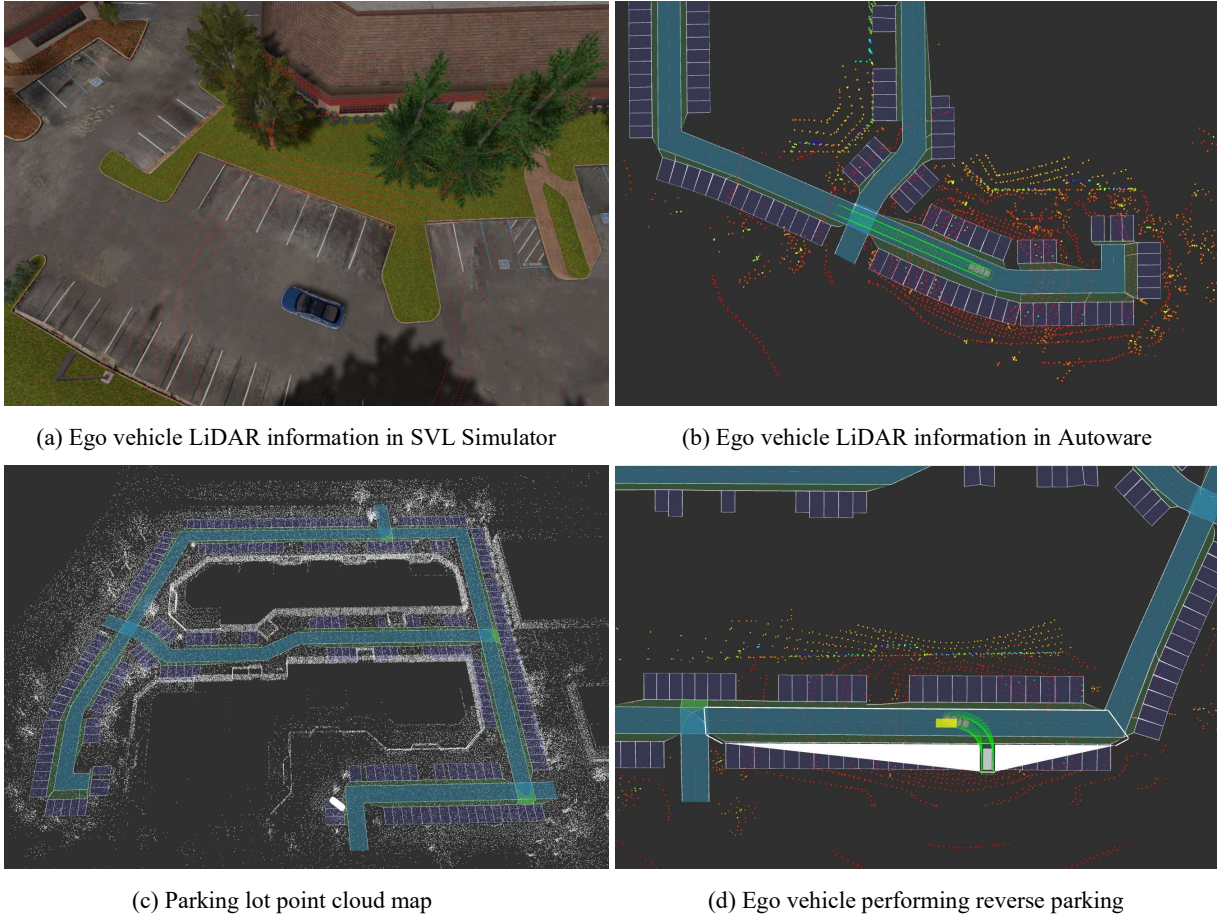 (a) Ego vehicle LiDAR information in SVL Simulator
(b) Ego vehicle LiDAR information in Autoware
(c) Parking lot point cloud map
(d) Ego vehicle performing reverse parking